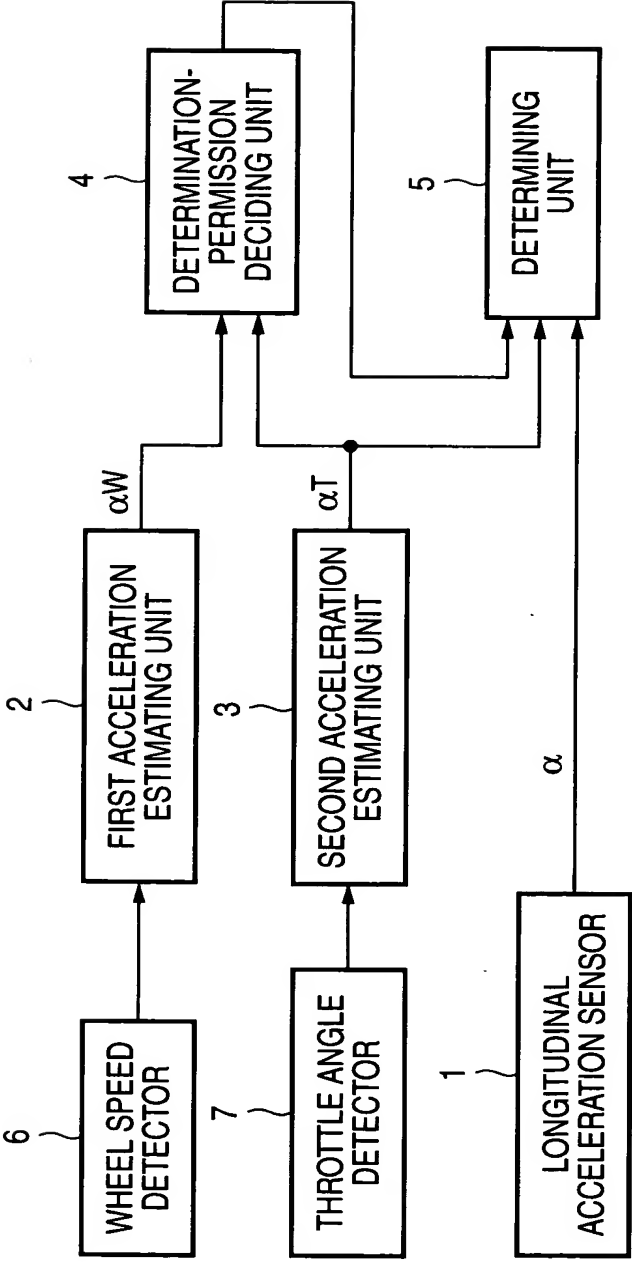 6
WHEEL SPEED
DETECTOR
2
FIRST ACCELERATION
ESTIMATING UNIT
αW
4
DETERMINATION-
PERMISSION
DECIDING UNIT
7
THROTTLE ANGLE
DETECTOR
3
SECOND ACCELERATION
ESTIMATING UNIT
αT
5
DETERMINING
UNIT
1
LONGITUDINAL
ACCELERATION SENSOR
α